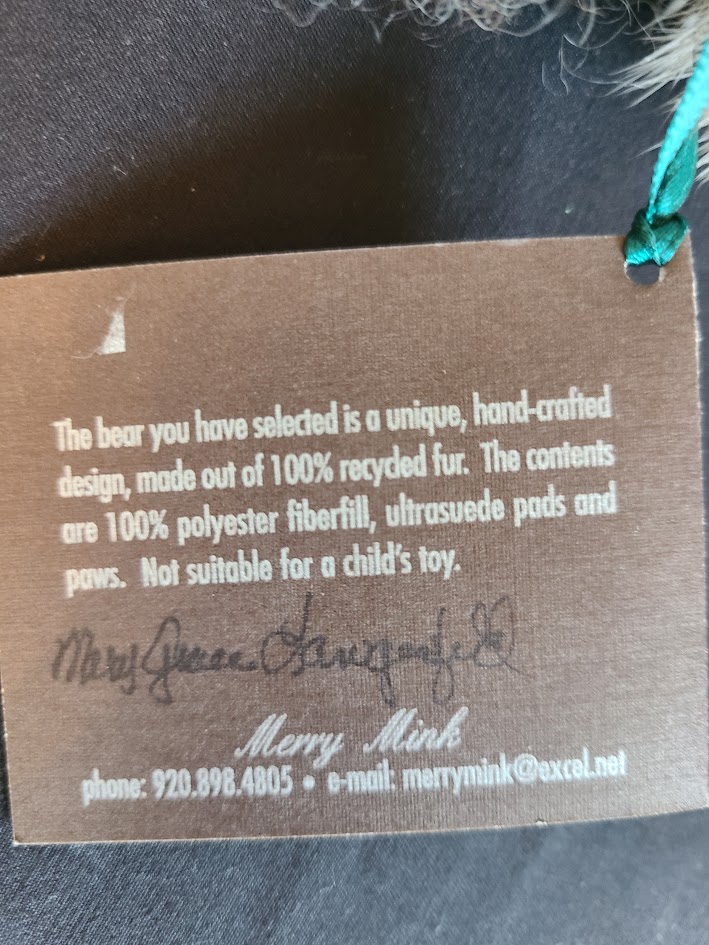 The bear you have selected is a unique, hand-crafted
design, made out of 100% recycled fur. The contents
are 100% polyester fiberfill, ultrasuede pads and
paws. Not suitable for a child's toy.
Mary Grace
Merry Mink
phone: 920.898.4805 • e-mail: merrymink@excel.net